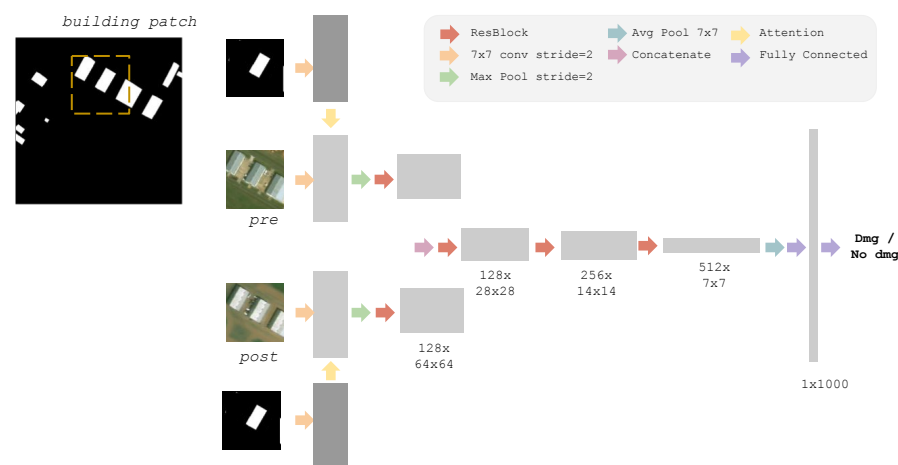 building patch
ResBlock
7x7 conv stride=2
Max Pool stride=2
Avg Pool 7x7
Concatenate
Attention
Fully Connected
pre
post
128x
64x64
128x
28x28
256x
14x14
512x
7x7
1x1000
Dmg /
No dmg